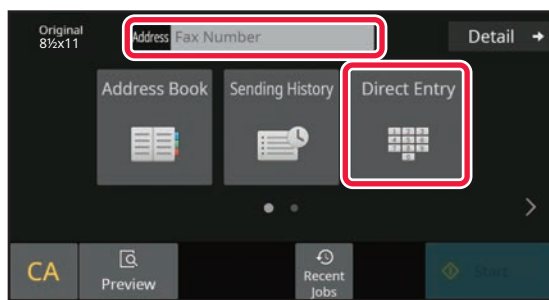 Original
8½x11
Address Fax Number
Detail
Address Book
Sending History
Direct Entry
CA
Preview
Recent
Jobs
Start